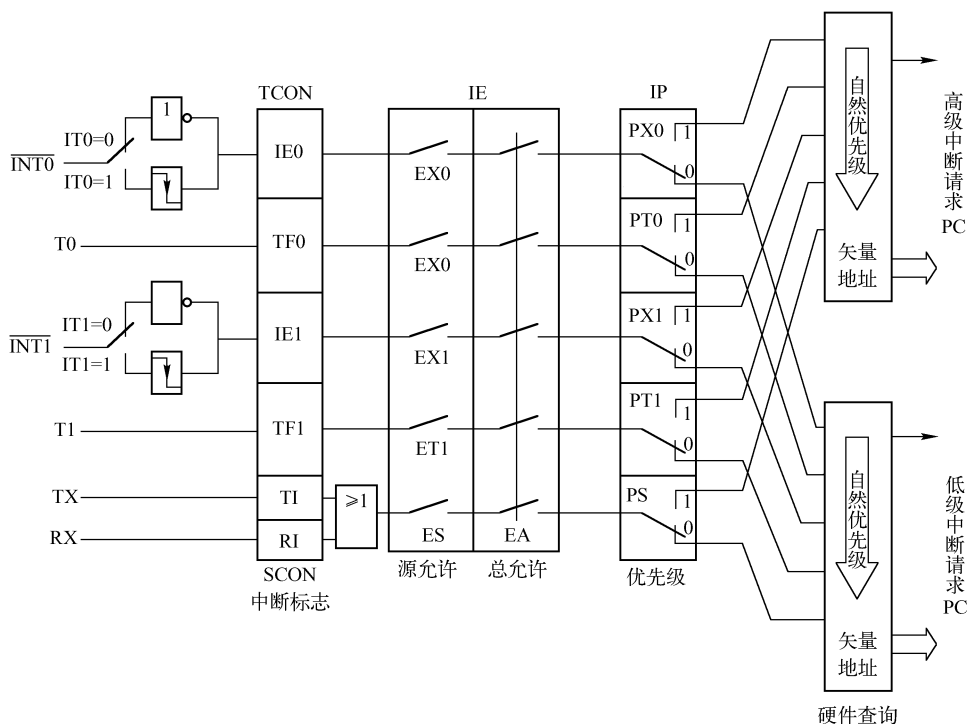 TCON
IE
IP
INT0
IT0=0
IT0=1
1
IE0
EX0
PX0
1
0
T0
TF0
EX0
PT0
1
0
INT1
IT1=0
IT1=1
IE1
EX1
PX1
1
0
T1
TF1
ET1
PT1
1
0
TX
RX
TI
RI
≥1
ES
EA
PS
1
0
SCON
中断标志
源允许
总允许
优先级
自然优先级
矢量
地址
高级中断请求
PC
自然优先级
矢量
地址
低级中断请求
PC
硬件查询